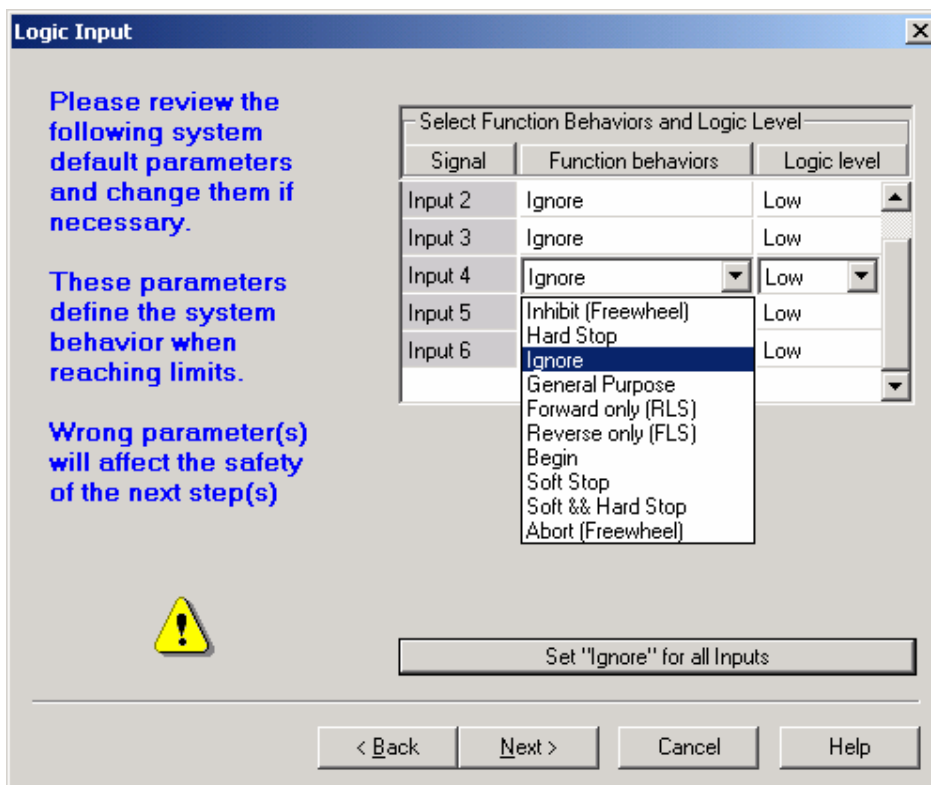 Logic Input
Please review the
following system
default parameters
and change them if
necessary.
These parameters
define the system
behavior when
reaching limits.
Wrong parameter(s)
will affect the safety
of the next step(s)
Select Function Behaviors and Logic Level
Signal Function behaviors Logic level
Input 2 Ignore Low
Input 3 Ignore Low
Input 4 Ignore Low
Input 5 Low
Input 6 Low
Inhibit (Freewheel)
Hard Stop
Ignore
General Purpose
Forward only (RLS)
Reverse only (FLS)
Begin
Soft Stop
Soft && Hard Stop
Abort (Freewheel)
Set "Ignore" for all Inputs
< Back Next > Cancel Help